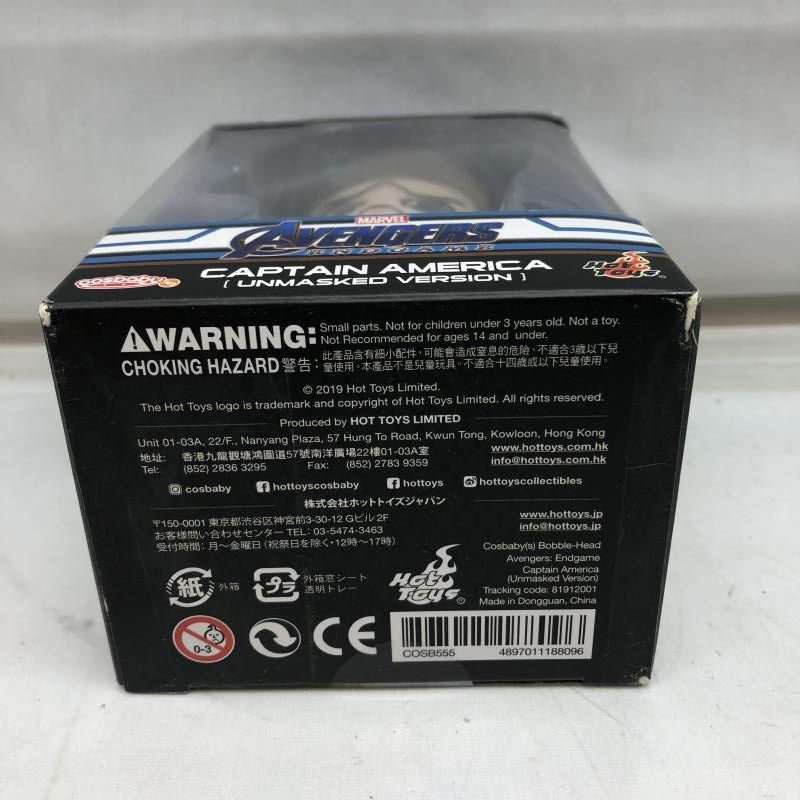 MARVEL
AVENGERS
ENDGAME
cosbaby
CAPTAIN AMERICA
( UNMASKED VERSION )
HOT TOYS
WARNING:
CHOKING HAZARD 警告:
Small parts. Not for children under 3 years old. Not a toy.
Not Recommended for ages 14 and under.
此產品含有細小配件,可能會造成窒息的危險,不適合3歲以下兒
童使用。本產品不是兒童玩具。不適合十四歲或以下兒童使用。
© 2019 Hot Toys Limited.
The Hot Toys logo is trademark and copyright of Hot Toys Limited. All rights reserved.
Produced by HOT TOYS LIMITED
Unit 01-03A, 22/F., Nanyang Plaza, 57 Hung To Road, Kwun Tong, Kowloon, Hong Kong
地址: 香港九龍觀塘鴻圖道57號南洋廣場22樓01-03A室
www.hottoys.com.hk
Tel: (852) 2836 3295 Fax: (852) 2783 9359
info@hottoys.com.hk
cosbaby hottoyscosbaby hottoys hottoyscollectibles
株式会社ホットトイズジャパン
〒150-0001 東京都渋谷区神宮前3-30-12 Gビル 2F
お客様問い合わせセンター TEL: 03-5474-3463
受付時間:月~金曜日(祝祭日を除く・12時~17時)
www.hottoys.jp
info@hottoys.jp
紙 外箱
プラ 外箱窓シート
透明トレー
HOT TOYS
Cosbaby(s) Bobble-Head
Avengers: Endgame
Captain America
(Unmasked Version)
Tracking code: 81912001
Made in Dongguan, China
0-3
CE
COSB555 4897011188096